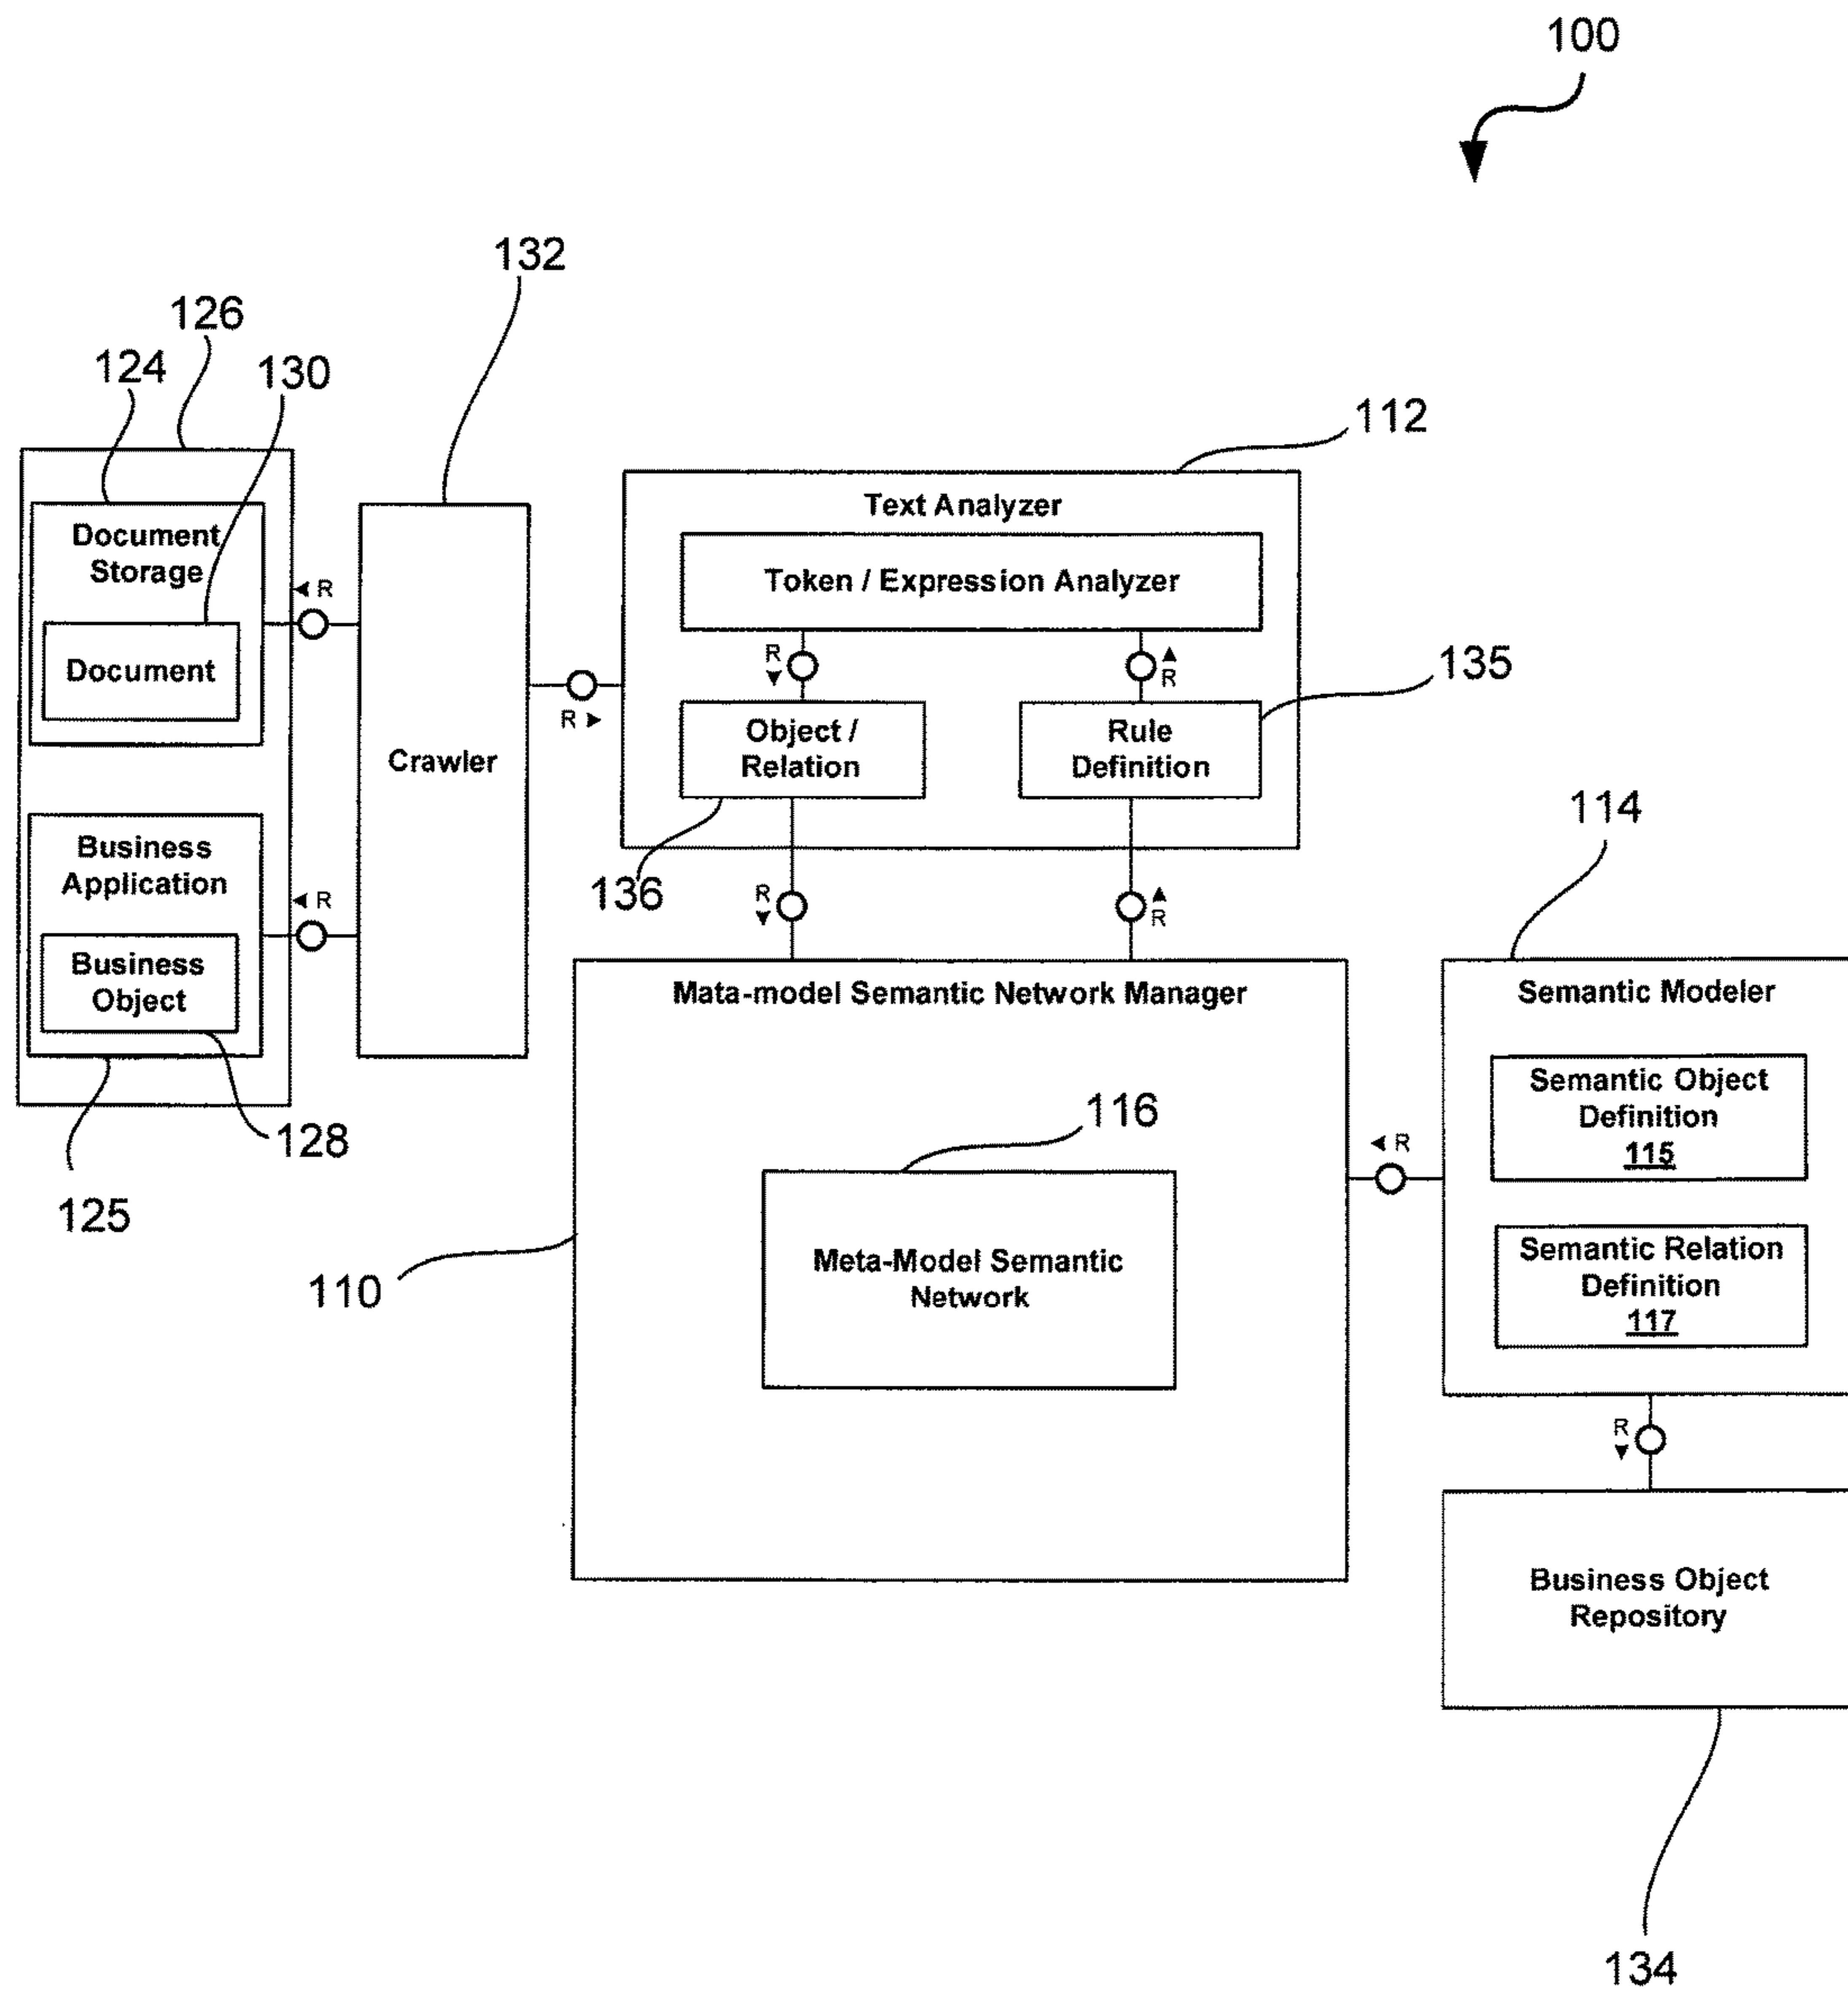 100
132
126
124
130
112
Text Analyzer
Document
Storage
Token / Expression Analyzer
◄ R
R
▼
▲
R
135
Document
R ►
Object /
Relation
Rule
Definition
Crawler
114
Business
Application
136
◄ R
R
▼
▲
R
Business
Object
Mata-model Semantic Network Manager
Semantic Modeler
Semantic Object
Definition
115
116
128
◄ R
125
Semantic Relation
Definition
117
Meta-Model Semantic
Network
110
R
▼
Business Object
Repository
134